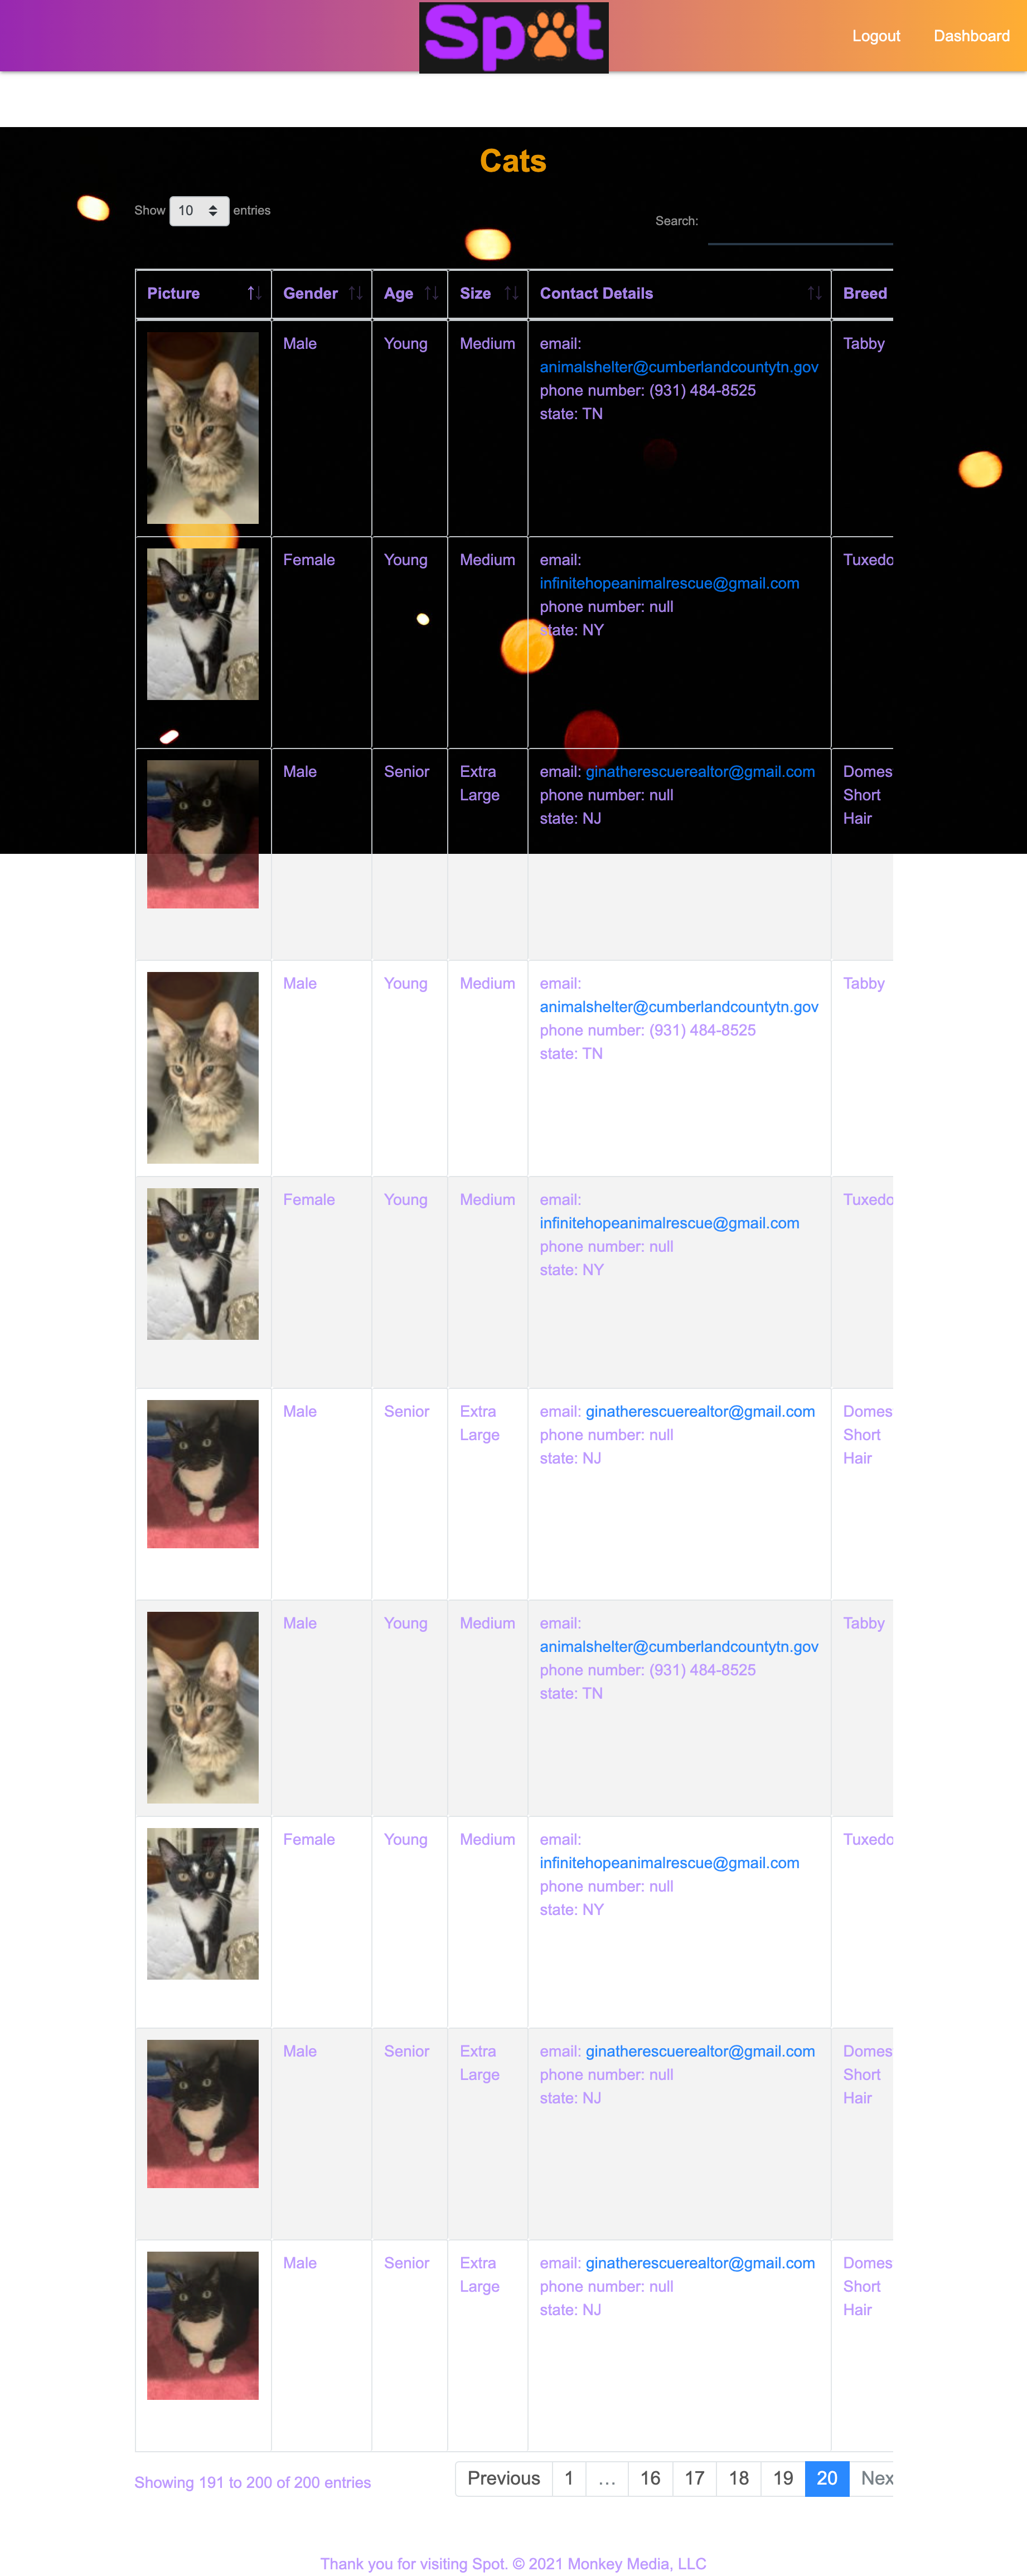 Spot
Logout Dashboard
Cats
Show 10 entries
Search:
Picture Gender Age Size Contact Details Breed
Male Young Medium email: Tabby
animalshelter@cumberlandcountytn.gov
phone number: (931) 484-8525
state: TN
Female Young Medium email: Tuxedo
infinitehopeanimalrescue@gmail.com
phone number: null
state: NY
Male Senior Extra email: ginatherescuerealtor@gmail.com Domes
Large phone number: null Short
state: NJ Hair
Male Young Medium email: Tabby
animalshelter@cumberlandcountytn.gov
phone number: (931) 484-8525
state: TN
Female Young Medium email: Tuxedo
infinitehopeanimalrescue@gmail.com
phone number: null
state: NY
Male Senior Extra email: ginatherescuerealtor@gmail.com Domes
Large phone number: null Short
state: NJ Hair
Male Young Medium email: Tabby
animalshelter@cumberlandcountytn.gov
phone number: (931) 484-8525
state: TN
Female Young Medium email: Tuxedo
infinitehopeanimalrescue@gmail.com
phone number: null
state: NY
Male Senior Extra email: ginatherescuerealtor@gmail.com Domes
Large phone number: null Short
state: NJ Hair
Male Senior Extra email: ginatherescuerealtor@gmail.com Domes
Large phone number: null Short
state: NJ Hair
Showing 191 to 200 of 200 entries Previous 1 … 16 17 18 19 20 Nex
Thank you for visiting Spot. © 2021 Monkey Media, LLC